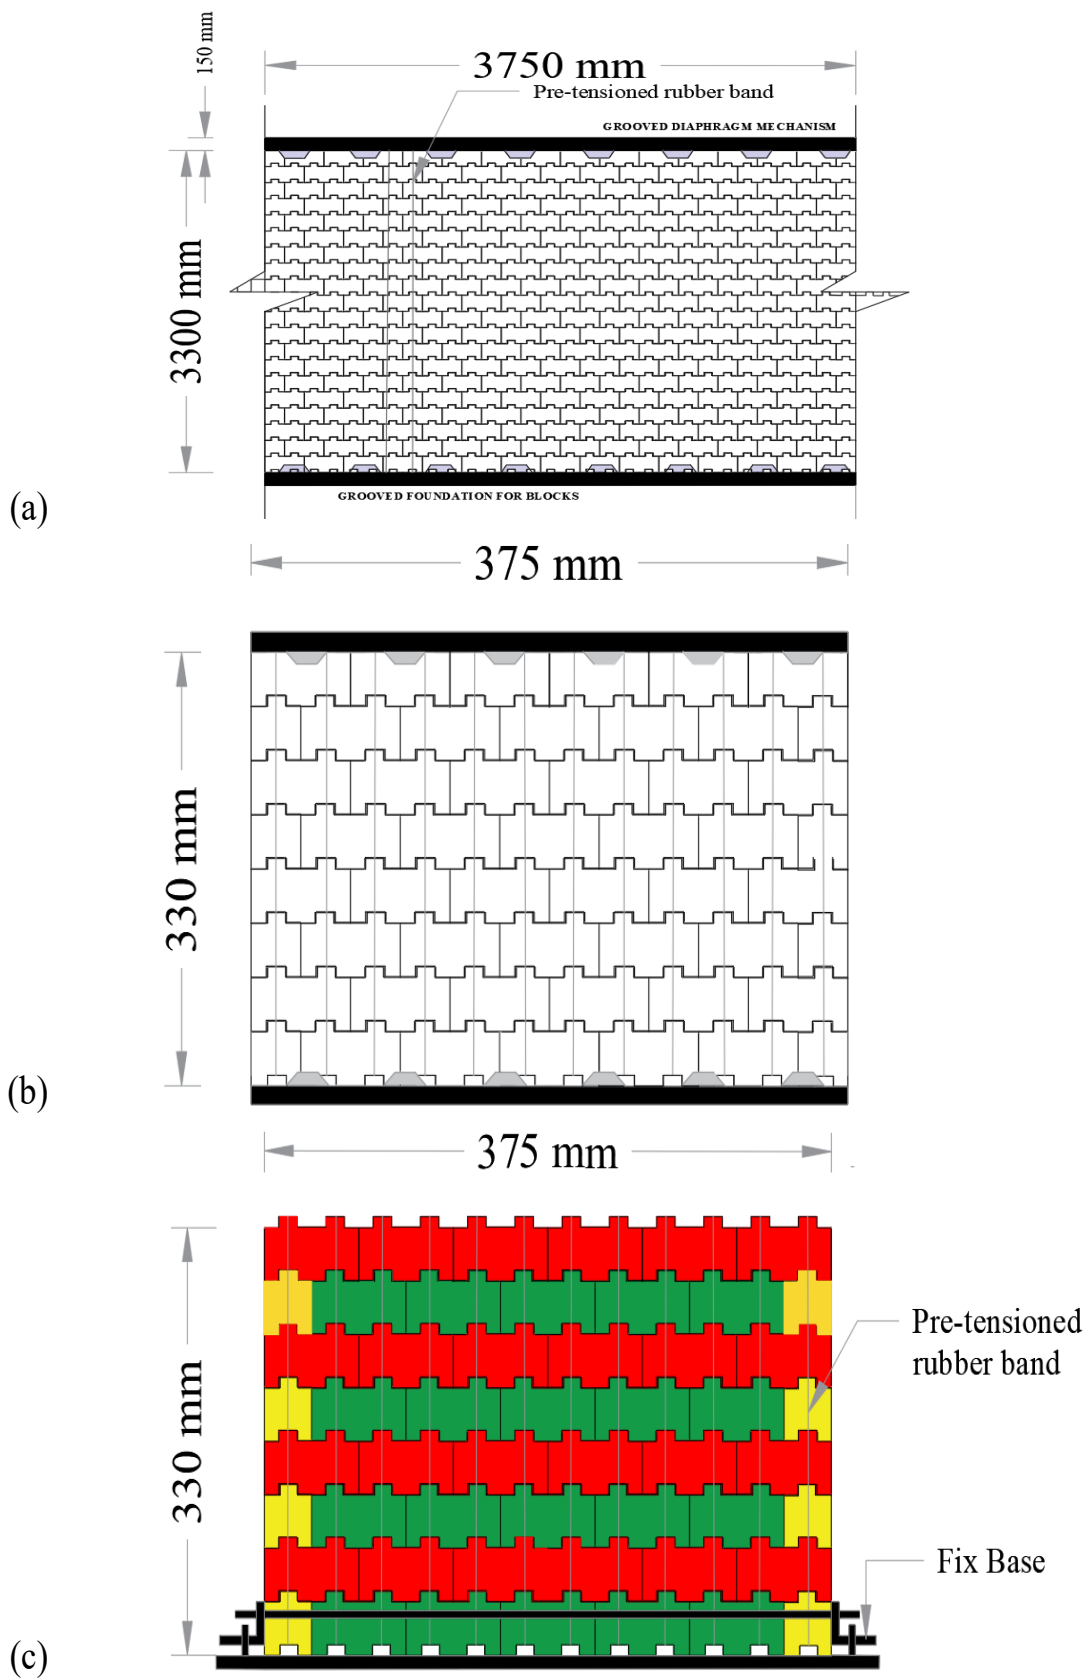 150 mm
3750 mm
Pre-tensioned rubber band
GROOVED DIAPHRAGM MECHANISM
3300 mm
GROOVED FOUNDATION FOR BLOCKS
(a)
375 mm
330 mm
(b)
375 mm
330 mm
Pre-tensioned
rubber band
Fix Base
(c)